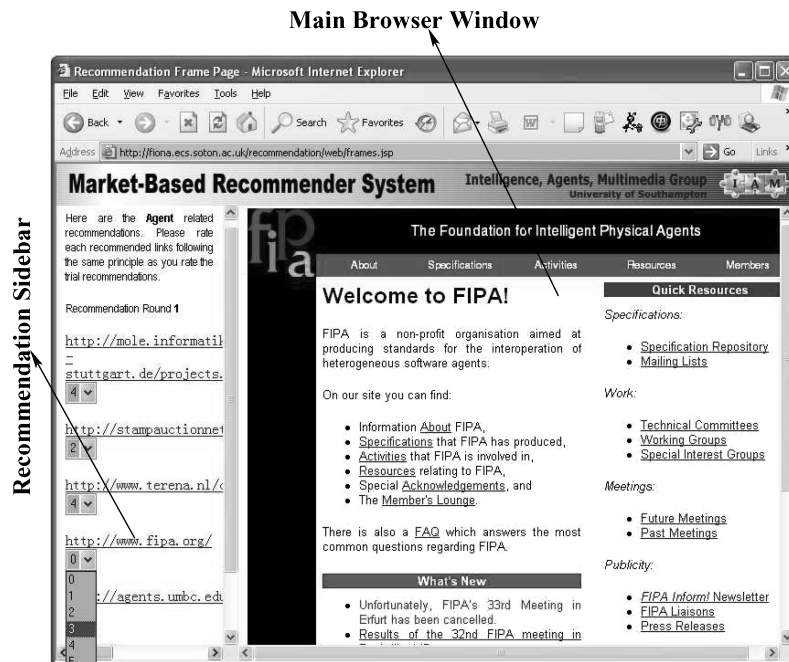 Main Browser Window
Recommendation Frame Page - Microsoft Internet Explorer
File Edit View Favorites Tools Help
Back Search Favorites
Address http://fiona.ecs.soton.ac.uk/recommendation/web/frames.jsp Go Links
Market-Based Recommender System
Intelligence, Agents, Multimedia Group
University of Southampton
I A M
Recommendation Sidebar
Here are the Agent related
recommendations. Please rate
each recommended links following
the same principle as you rate the
trial recommendations.
Recommendation Round 1
http://mole.informatik
-
stuttgart.de/projects.
4
http://stampauctionnet
2
http://www.terena.nl/
4
http://www.fipa.org/
0
0
1
2
3
4
5
://agents.umbc.edu
fipa
The Foundation for Intelligent Physical Agents
About Specifications Activities Resources Members
Welcome to FIPA!
FIPA is a non-profit organisation aimed at
producing standards for the interoperation of
heterogeneous software agents.
On our site you can find:
• Information About FIPA,
• Specifications that FIPA has produced,
• Activities that FIPA is involved in,
• Resources relating to FIPA,
• Special Acknowledgements, and
• The Member's Lounge.
There is also a FAQ which answers the most
common questions regarding FIPA.
What's New
• Unfortunately, FIPA's 33rd Meeting in
Erfurt has been cancelled.
• Results of the 32nd FIPA meeting in
Quick Resources
Specifications:
• Specification Repository
• Mailing Lists
Work:
• Technical Committees
• Working Groups
• Special Interest Groups
Meetings:
• Future Meetings
• Past Meetings
Publicity:
• FIPA Inform! Newsletter
• FIPA Liaisons
• Press Releases